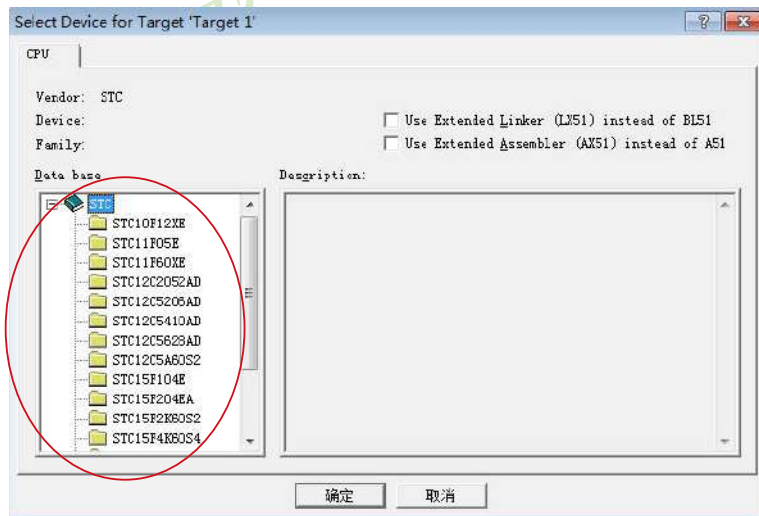 Select Device for Target 'Target 1'
CPU
Vendor: STC
Device:
Use Extended Linker (LX51) instead of BL51
Family:
Use Extended Assembler (AX51) instead of A51
Data base
Description:
STC
STC10F12XE
STC11F05E
STC11F60XE
STC12C2052AD
STC12C5206AD
STC12C5410AD
STC12C5628AD
STC12C5A60S2
STC15F104E
STC15F204EA
STC15F2K60S2
STC15F4K60S4
确定
取消